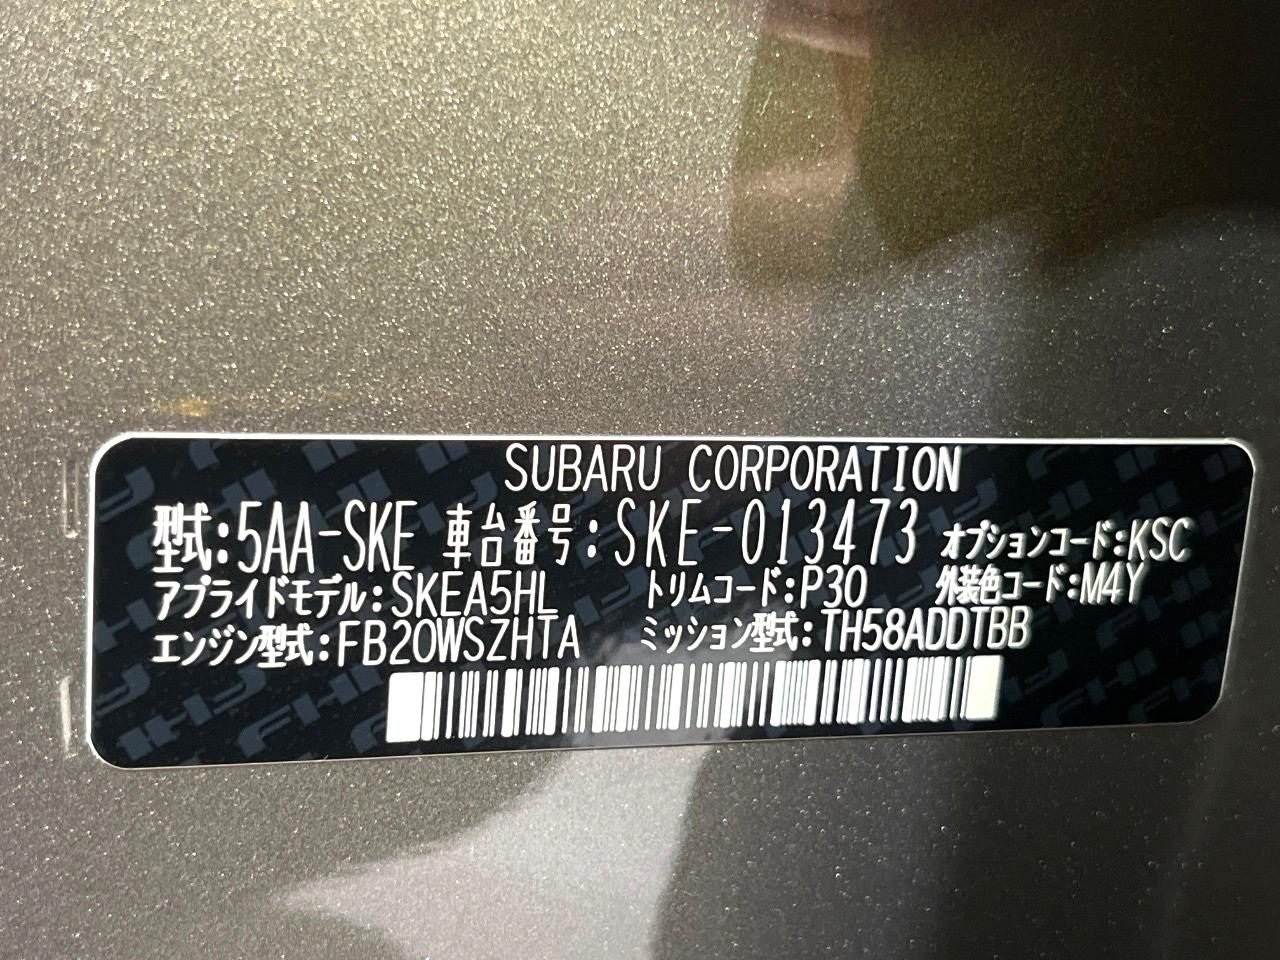 SUBARU CORPORATION
型式:5AA-SKE 車台番号:SKE-013473 オプションコード:KSC
アプライドモデル:SKEA5HL トリムコード:P30 外装色コード:M4Y
エンジン型式:FB20WSZHTA ミッション型式:TH58ADDTBB